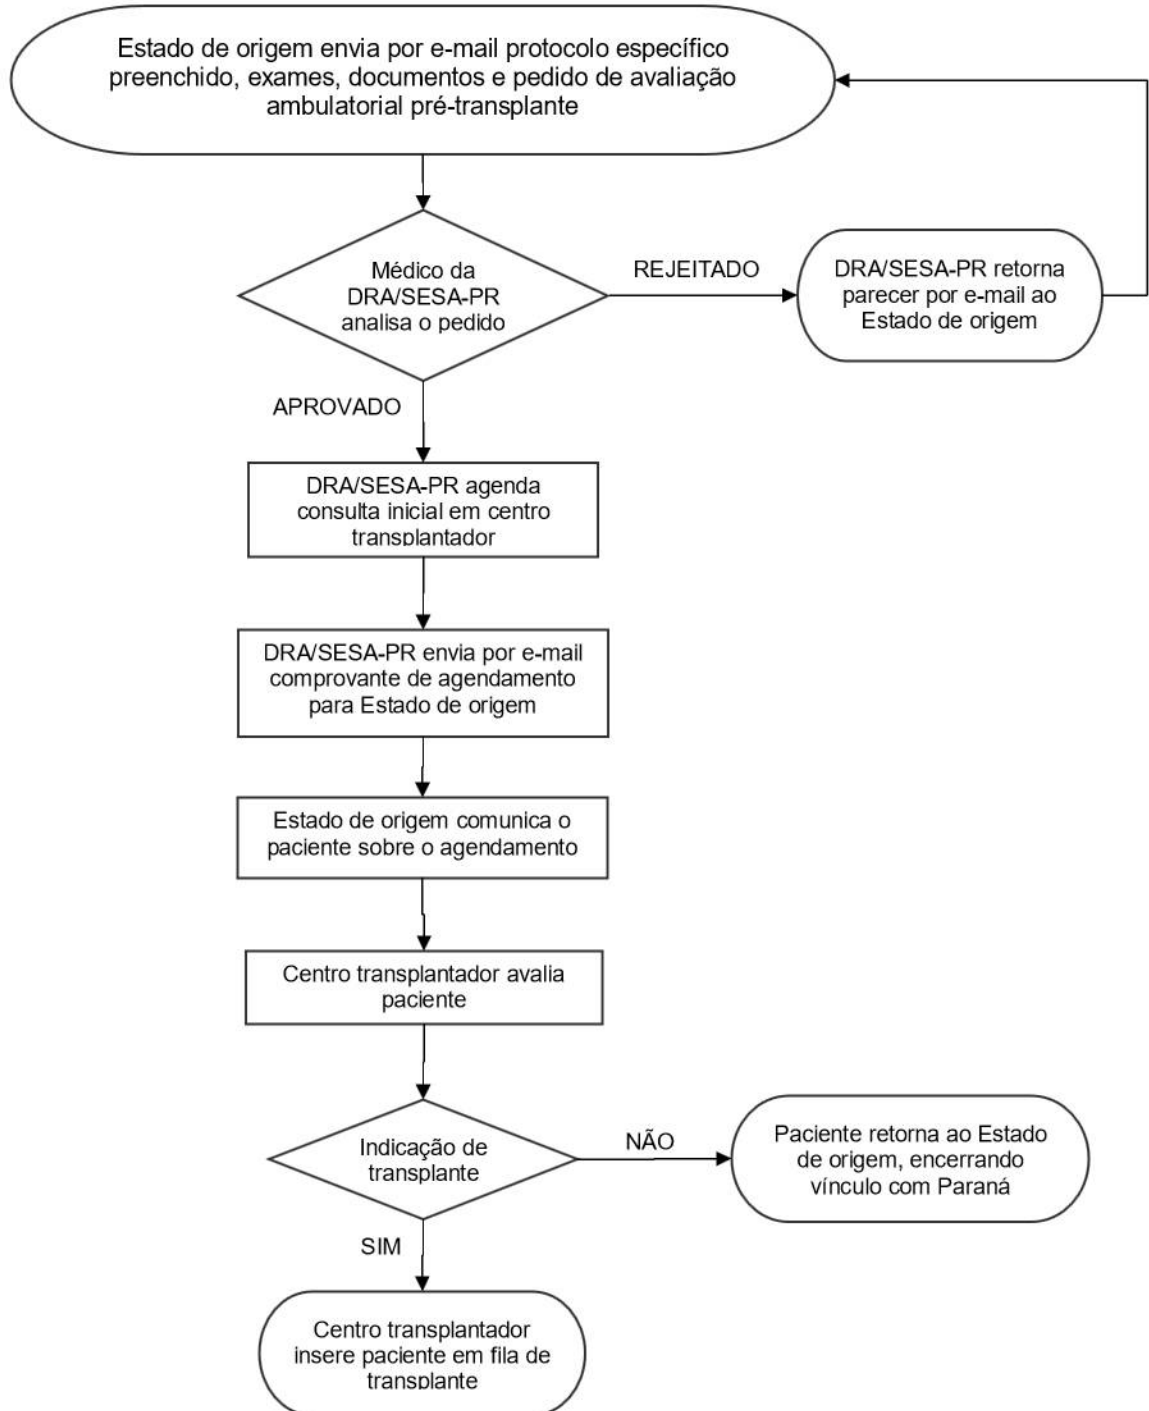 Estado de origem envia por e-mail protocolo específico
preenchido, exames, documentos e pedido de avaliação
ambulatorial pré-transplante
Médico da
DRA/SESA-PR
analisa o pedido
REJEITADO
DRA/SESA-PR retorna
parecer por e-mail ao
Estado de origem
APROVADO
DRA/SESA-PR agenda
consulta inicial em centro
transplantador
DRA/SESA-PR envia por e-mail
comprovante de agendamento
para Estado de origem
Estado de origem comunica o
paciente sobre o agendamento
Centro transplantador avalia
paciente
Indicação de
transplante
NÃO
Paciente retorna ao Estado
de origem, encerrando
vínculo com Paraná
SIM
Centro transplantador
insere paciente em fila de
transplante